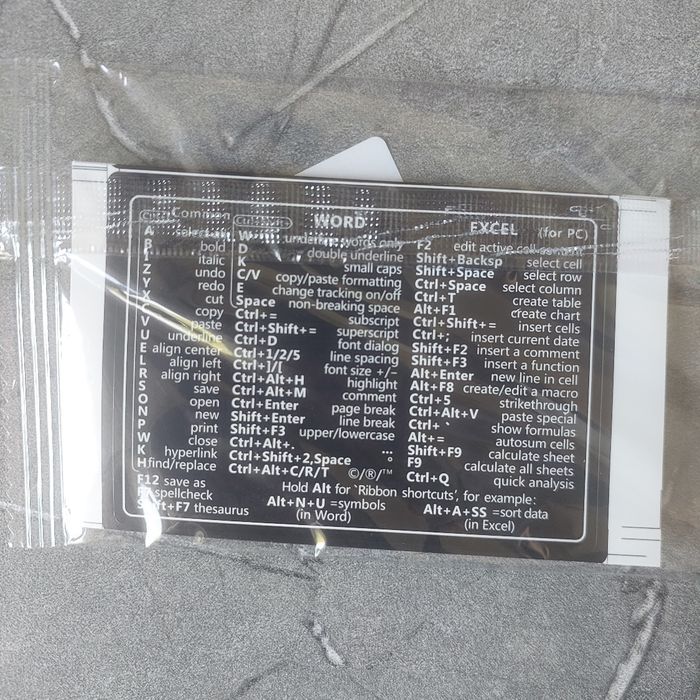 Ctrl+ Common
A select all
B bold
I italic
Z undo
Y redo
X cut
C copy
V paste
U underline
E align center
L align left
R align right
S save
O open
N new
P print
W close
K hyperlink
H find/replace
F12 save as
F7 spellcheck
Shift+F7 thesaurus
Ctrl+Shift+ WORD
W underline words only
D double underline
K small caps
C/V copy/paste formatting
E change tracking on/off
Space non-breaking space
Ctrl+= subscript
Ctrl+Shift+= superscript
Ctrl+D font dialog
Ctrl+1/2/5 line spacing
Ctrl+]/[ font size +/−
Ctrl+Alt+H highlight
Ctrl+Alt+M comment
Ctrl+Enter page break
Shift+Enter line break
Shift+F3 upper/lowercase
Ctrl+Alt+. ...
Ctrl+Shift+2,Space °
Ctrl+Alt+C/R/T ©/®/™
EXCEL (for PC)
F2 edit active cell content
Shift+Backsp select cell
Shift+Space select row
Ctrl+Space select column
Ctrl+T create table
Alt+F1 create chart
Ctrl+Shift+= insert cells
Ctrl+; insert current date
Shift+F2 insert a comment
Shift+F3 insert a function
Alt+Enter new line in cell
Alt+F8 create/edit a macro
Ctrl+5 strikethrough
Ctrl+Alt+V paste special
Ctrl+` show formulas
Alt+= autosum cells
Shift+F9 calculate sheet
F9 calculate all sheets
Ctrl+Q quick analysis
Hold Alt for `Ribbon shortcuts', for example:
Alt+N+U =symbols
(in Word)
Alt+A+SS =sort data
(in Excel)